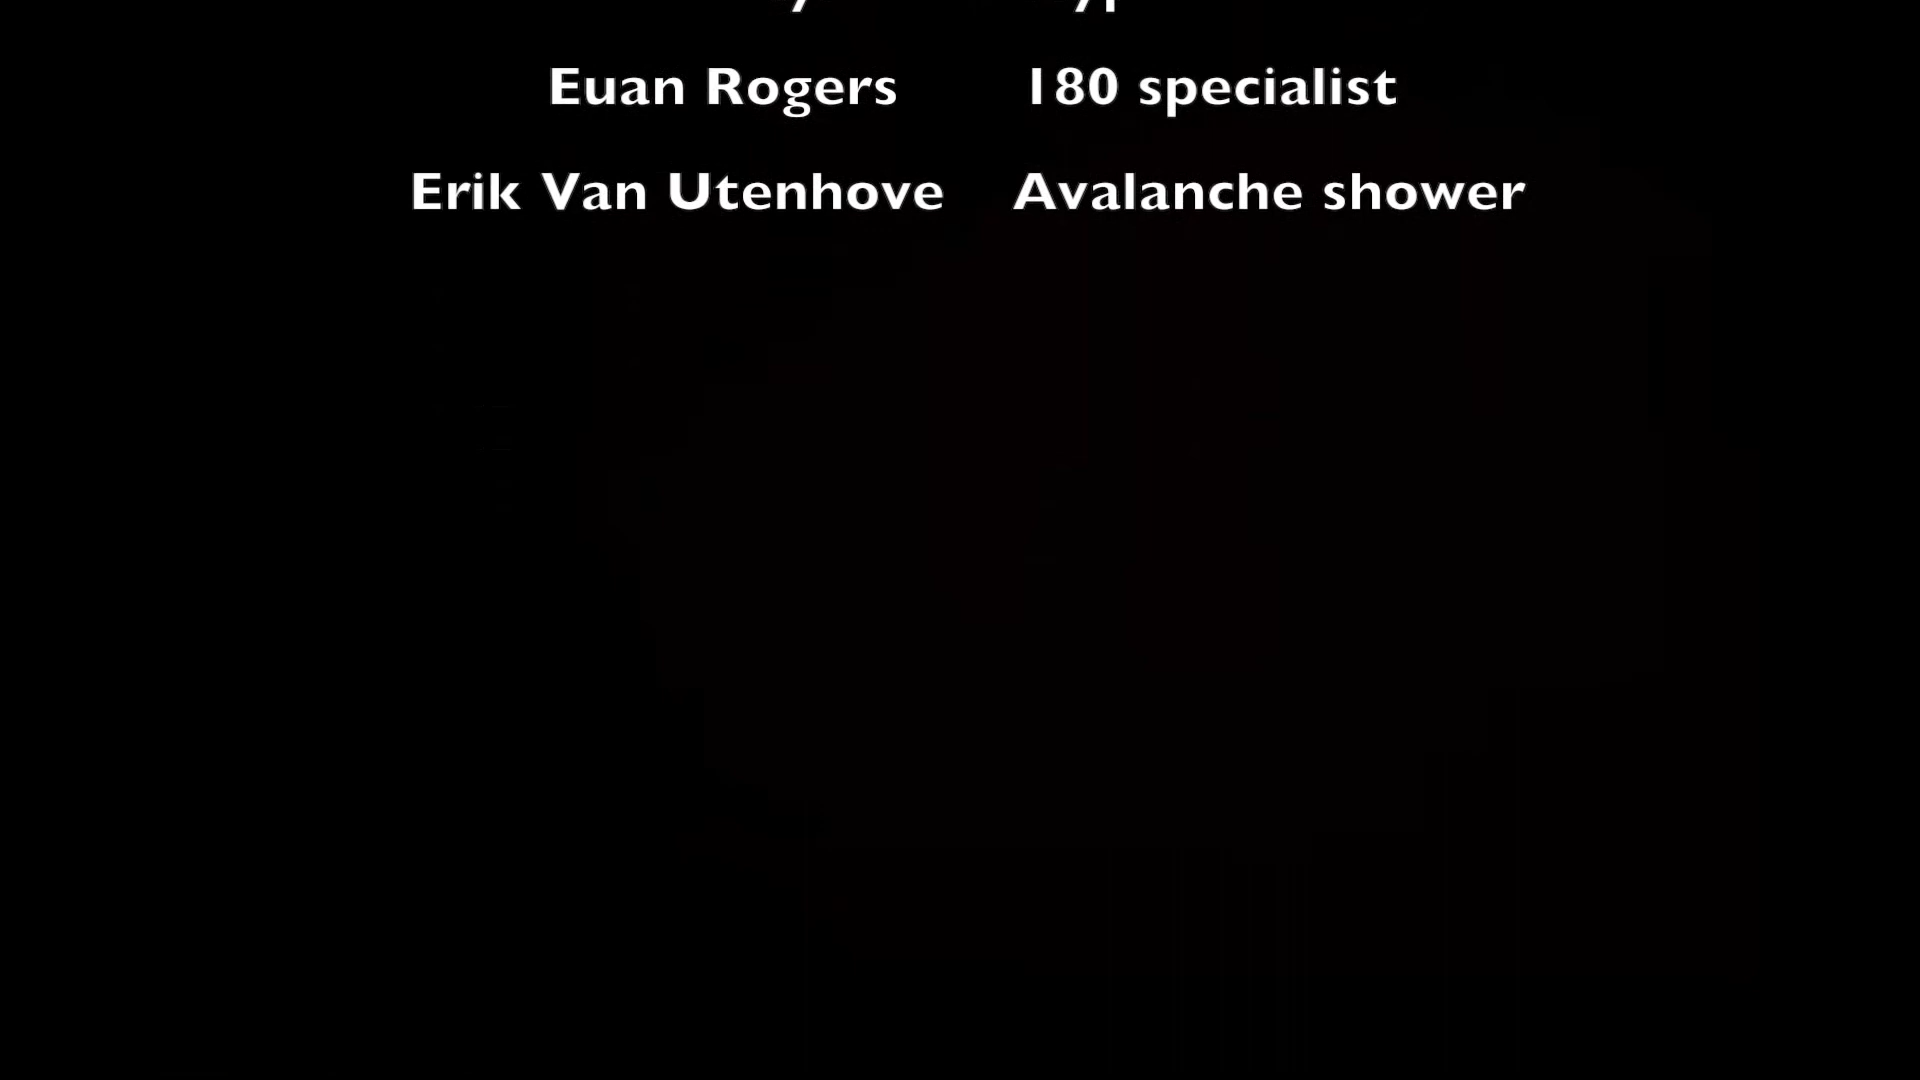 Euan Rogers 180 specialist
Erik Van Utenhove Avalanche shower